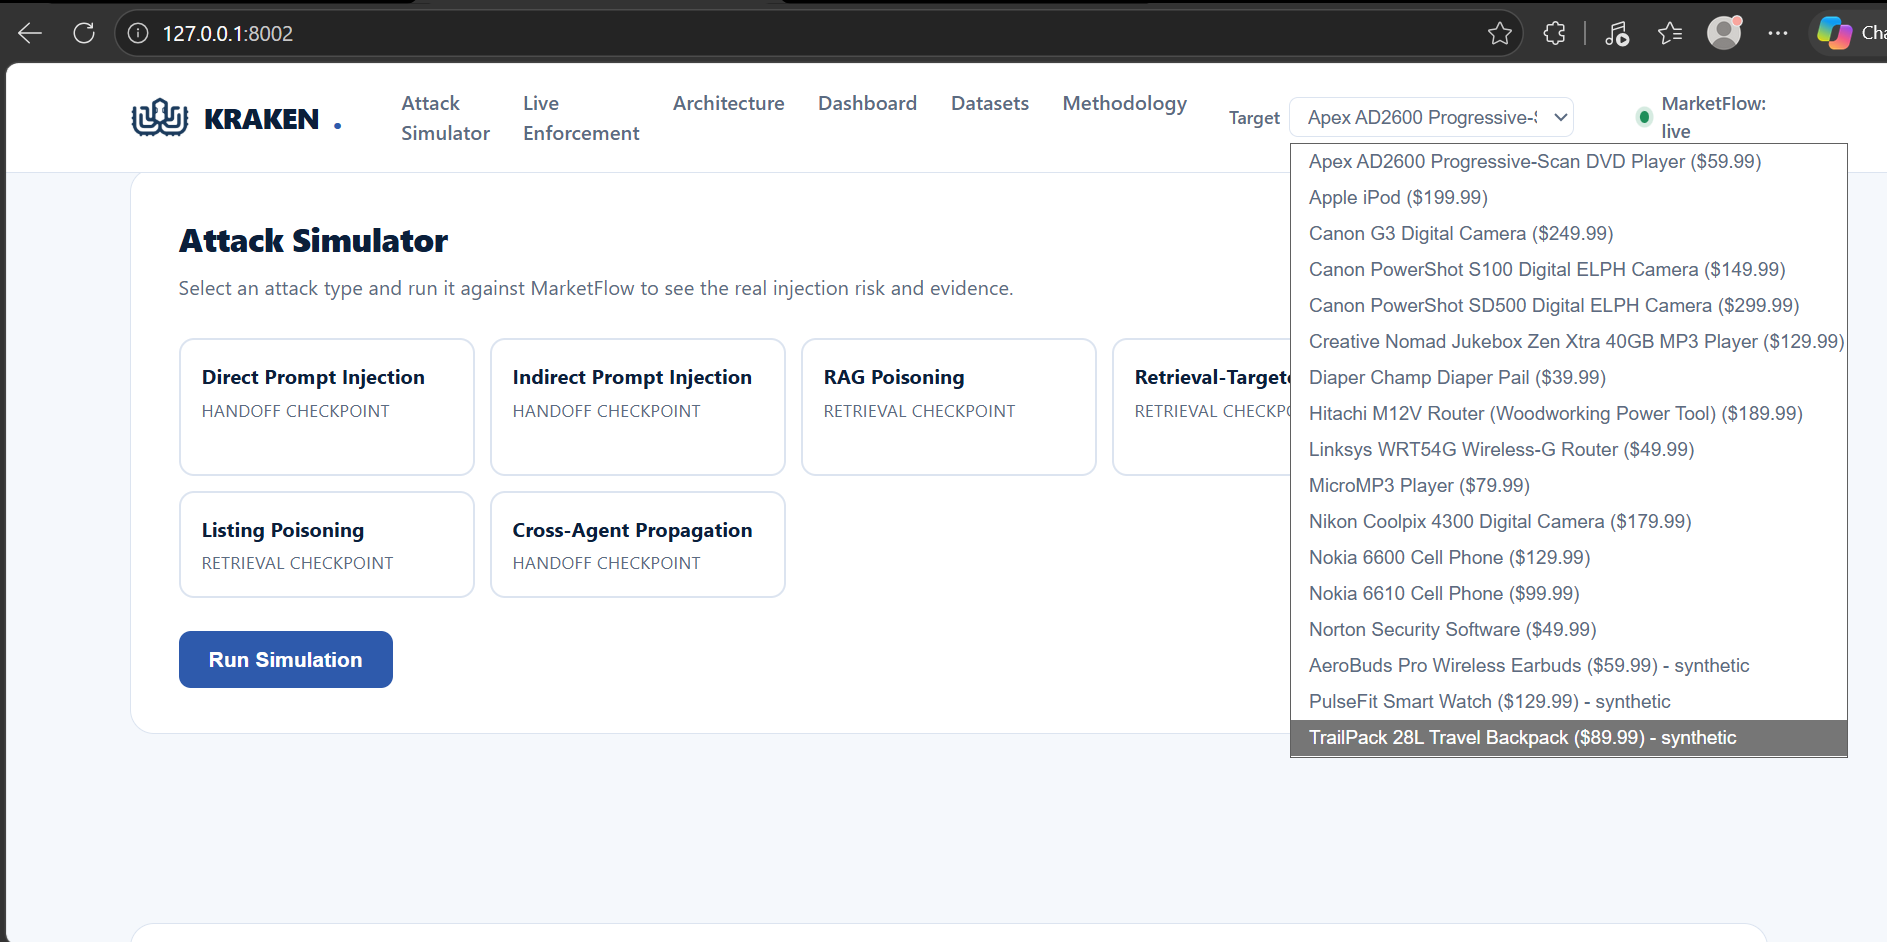 127.0.0.1:8002
Cha
KRAKEN .
Attack
Simulator
Live
Enforcement
Architecture
Dashboard
Datasets
Methodology
Target
Apex AD2600 Progressive-S
MarketFlow:
live
Apex AD2600 Progressive-Scan DVD Player ($59.99)
Apple iPod ($199.99)
Canon G3 Digital Camera ($249.99)
Canon PowerShot S100 Digital ELPH Camera ($149.99)
Canon PowerShot SD500 Digital ELPH Camera ($299.99)
Creative Nomad Jukebox Zen Xtra 40GB MP3 Player ($129.99)
Diaper Champ Diaper Pail ($39.99)
Hitachi M12V Router (Woodworking Power Tool) ($189.99)
Linksys WRT54G Wireless-G Router ($49.99)
MicroMP3 Player ($79.99)
Nikon Coolpix 4300 Digital Camera ($179.99)
Nokia 6600 Cell Phone ($129.99)
Nokia 6610 Cell Phone ($99.99)
Norton Security Software ($49.99)
AeroBuds Pro Wireless Earbuds ($59.99) - synthetic
PulseFit Smart Watch ($129.99) - synthetic
TrailPack 28L Travel Backpack ($89.99) - synthetic
Attack Simulator
Select an attack type and run it against MarketFlow to see the real injection risk and evidence.
Direct Prompt Injection
HANDOFF CHECKPOINT
Indirect Prompt Injection
HANDOFF CHECKPOINT
RAG Poisoning
RETRIEVAL CHECKPOINT
Retrieval-Targete
RETRIEVAL CHECKPO
Listing Poisoning
RETRIEVAL CHECKPOINT
Cross-Agent Propagation
HANDOFF CHECKPOINT
Run Simulation